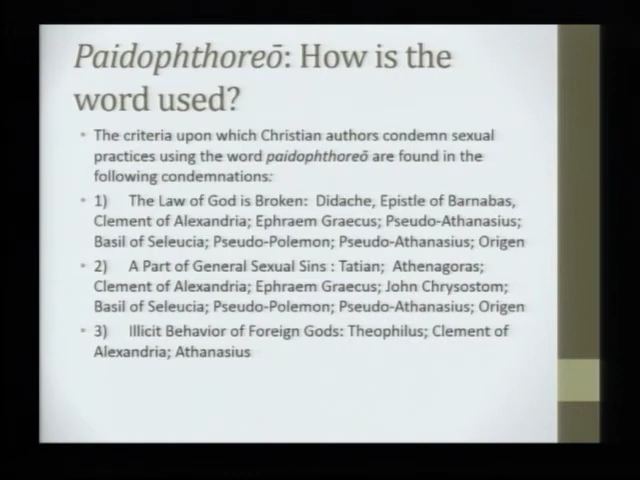 Paidophthoreō: How is the
word used?
• The criteria upon which Christian authors condemn sexual
practices using the word paidophthoreō are found in the
following condemnations:
• 1) The Law of God is Broken: Didache, Epistle of Barnabas,
Clement of Alexandria; Ephraem Graecus; Pseudo-Athanasius;
Basil of Seleucia; Pseudo-Polemon; Pseudo-Athanasius; Origen
• 2) A Part of General Sexual Sins : Tatian; Athenagoras;
Clement of Alexandria; Ephraem Graecus; John Chrysostom;
Basil of Seleucia; Pseudo-Polemon; Pseudo-Athanasius; Origen
• 3) Illicit Behavior of Foreign Gods: Theophilus; Clement of
Alexandria; Athanasius